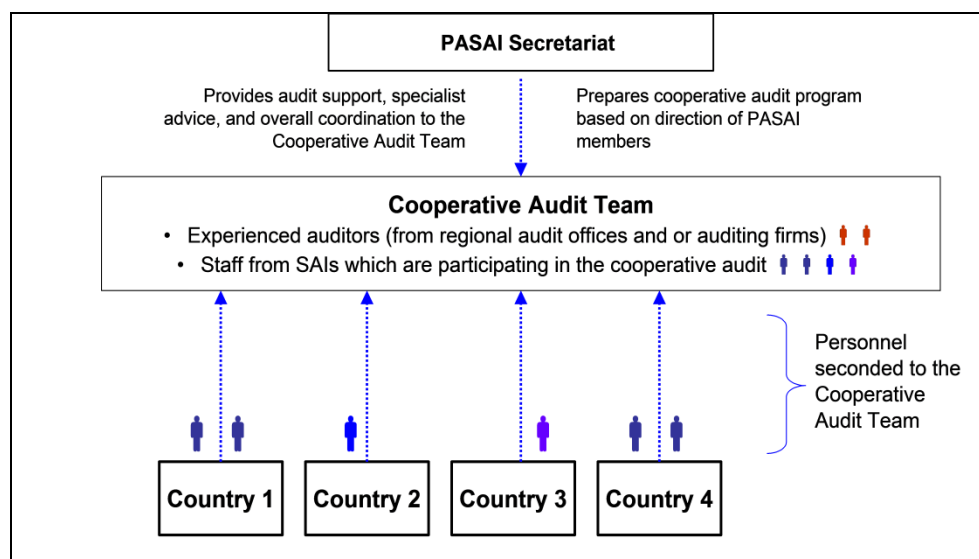 PASAI Secretariat
Provides audit support, specialist
advice, and overall coordination to the
Cooperative Audit Team
Prepares cooperative audit program
based on direction of PASAI
members
Cooperative Audit Team
• Experienced auditors (from regional audit offices and or auditing firms)
• Staff from SAIs which are participating in the cooperative audit
Personnel
seconded to the
Cooperative
Audit Team
Country 1
Country 2
Country 3
Country 4